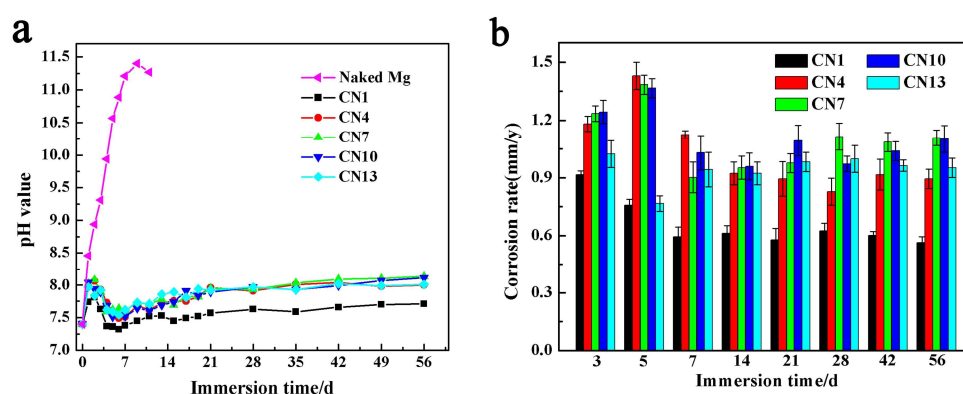 a
pH value
11.5
11.0
10.5
10.0
9.5
9.0
8.5
8.0
7.5
7.0
0 7 14 21 28 35 42 49 56
Immersion time/d
Naked Mg
CN1
CN4
CN7
CN10
CN13
b
Corrosion rate(mm/y)
1.5
1.2
0.9
0.6
0.3
0.0
3 5 7 14 21 28 42 56
Immersion time/d
CN1 CN10
CN4 CN13
CN7